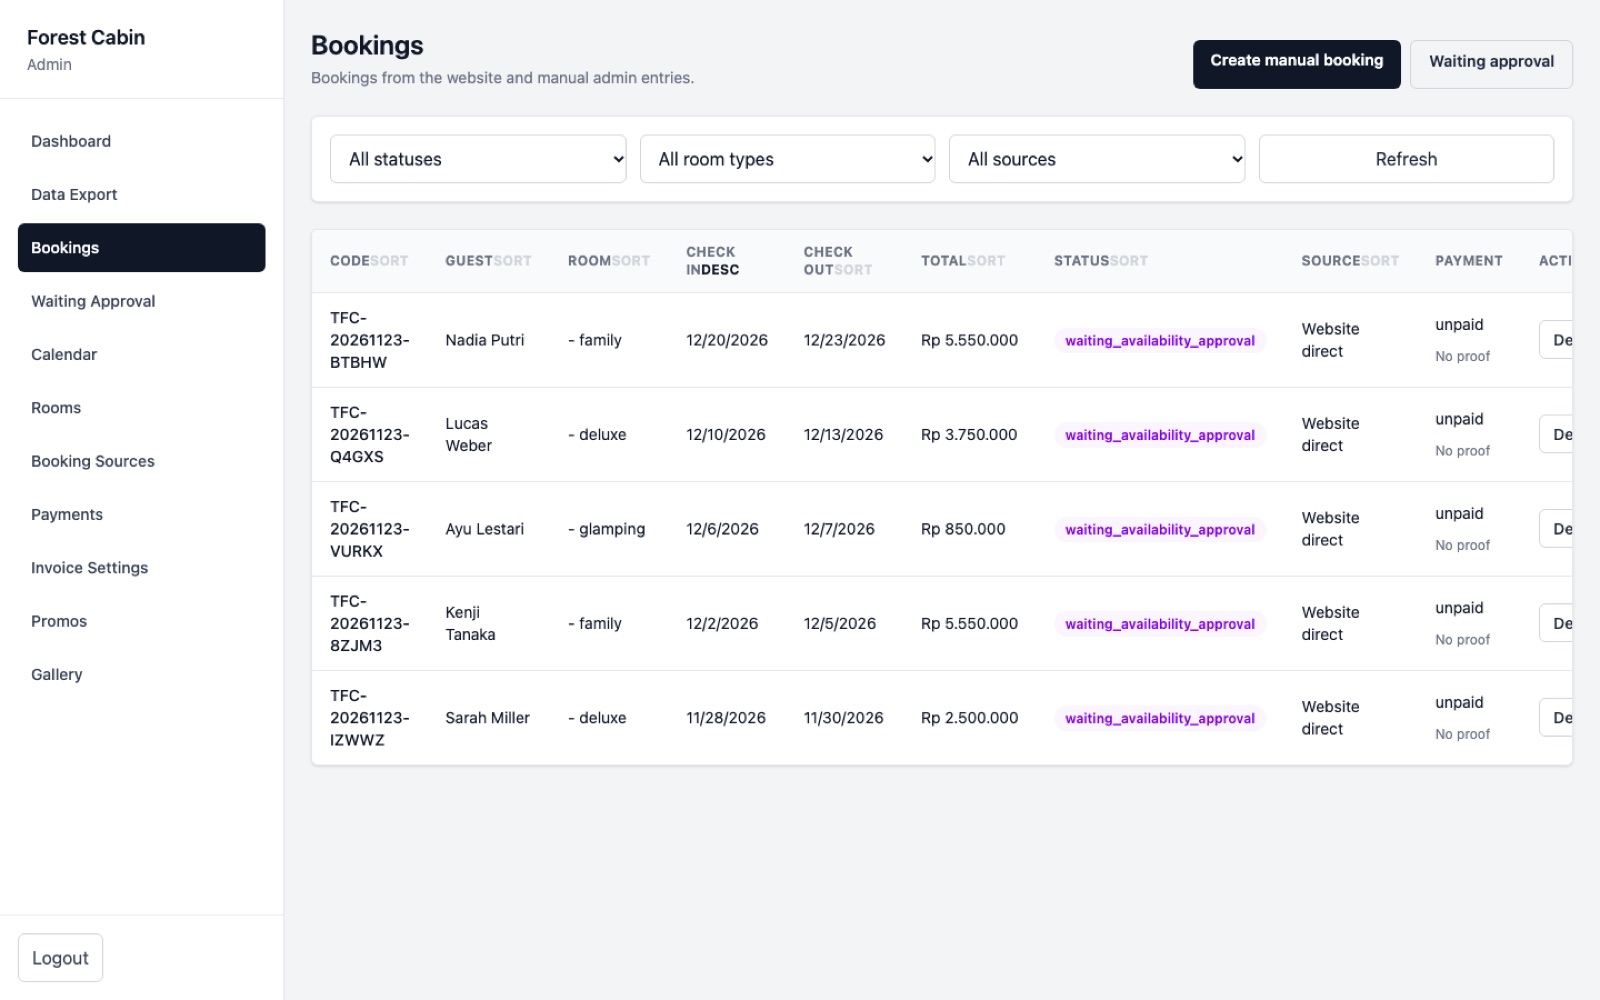 Forest Cabin
Admin
Dashboard
Data Export
Bookings
Waiting Approval
Calendar
Rooms
Booking Sources
Payments
Invoice Settings
Promos
Gallery
Logout
Bookings
Bookings from the website and manual admin entries.
Create manual booking
Waiting approval
All statuses
All room types
All sources
Refresh
CODESORT
GUESTSORT
ROOMSORT
CHECK
INDESC
CHECK
OUTSORT
TOTALSORT
STATUSSORT
SOURCESORT
PAYMENT
ACTI
TFC-
20261123-
BTBHW
Nadia Putri
- family
12/20/2026
12/23/2026
Rp 5.550.000
waiting_availability_approval
Website
direct
unpaid
No proof
De
TFC-
20261123-
Q4GXS
Lucas
Weber
- deluxe
12/10/2026
12/13/2026
Rp 3.750.000
waiting_availability_approval
Website
direct
unpaid
No proof
De
TFC-
20261123-
VURKX
Ayu Lestari
- glamping
12/6/2026
12/7/2026
Rp 850.000
waiting_availability_approval
Website
direct
unpaid
No proof
De
TFC-
20261123-
8ZJM3
Kenji
Tanaka
- family
12/2/2026
12/5/2026
Rp 5.550.000
waiting_availability_approval
Website
direct
unpaid
No proof
De
TFC-
20261123-
IZWWZ
Sarah Miller
- deluxe
11/28/2026
11/30/2026
Rp 2.500.000
waiting_availability_approval
Website
direct
unpaid
No proof
De